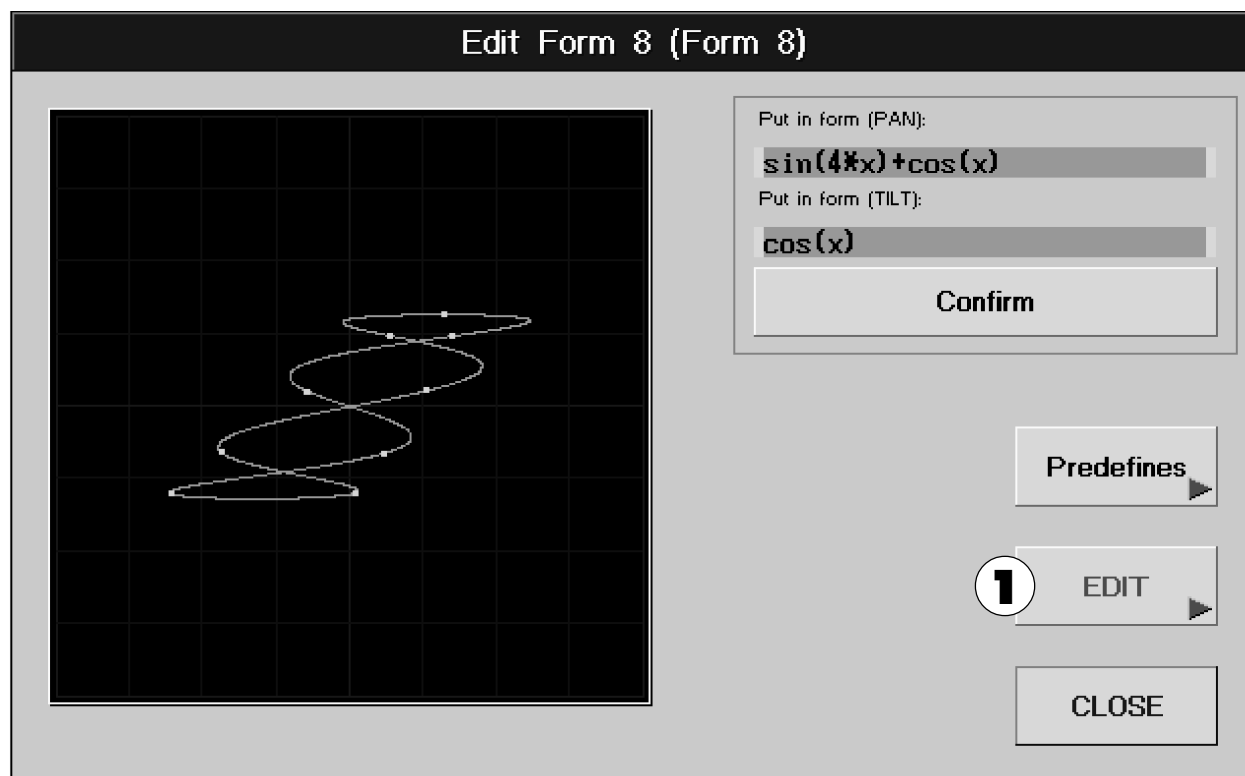 Edit Form 8 (Form 8)
Put in form (PAN):
sin(4*x)+cos(x)
Put in form (TILT):
cos(x)
Confirm
Predefines
1
EDIT
CLOSE